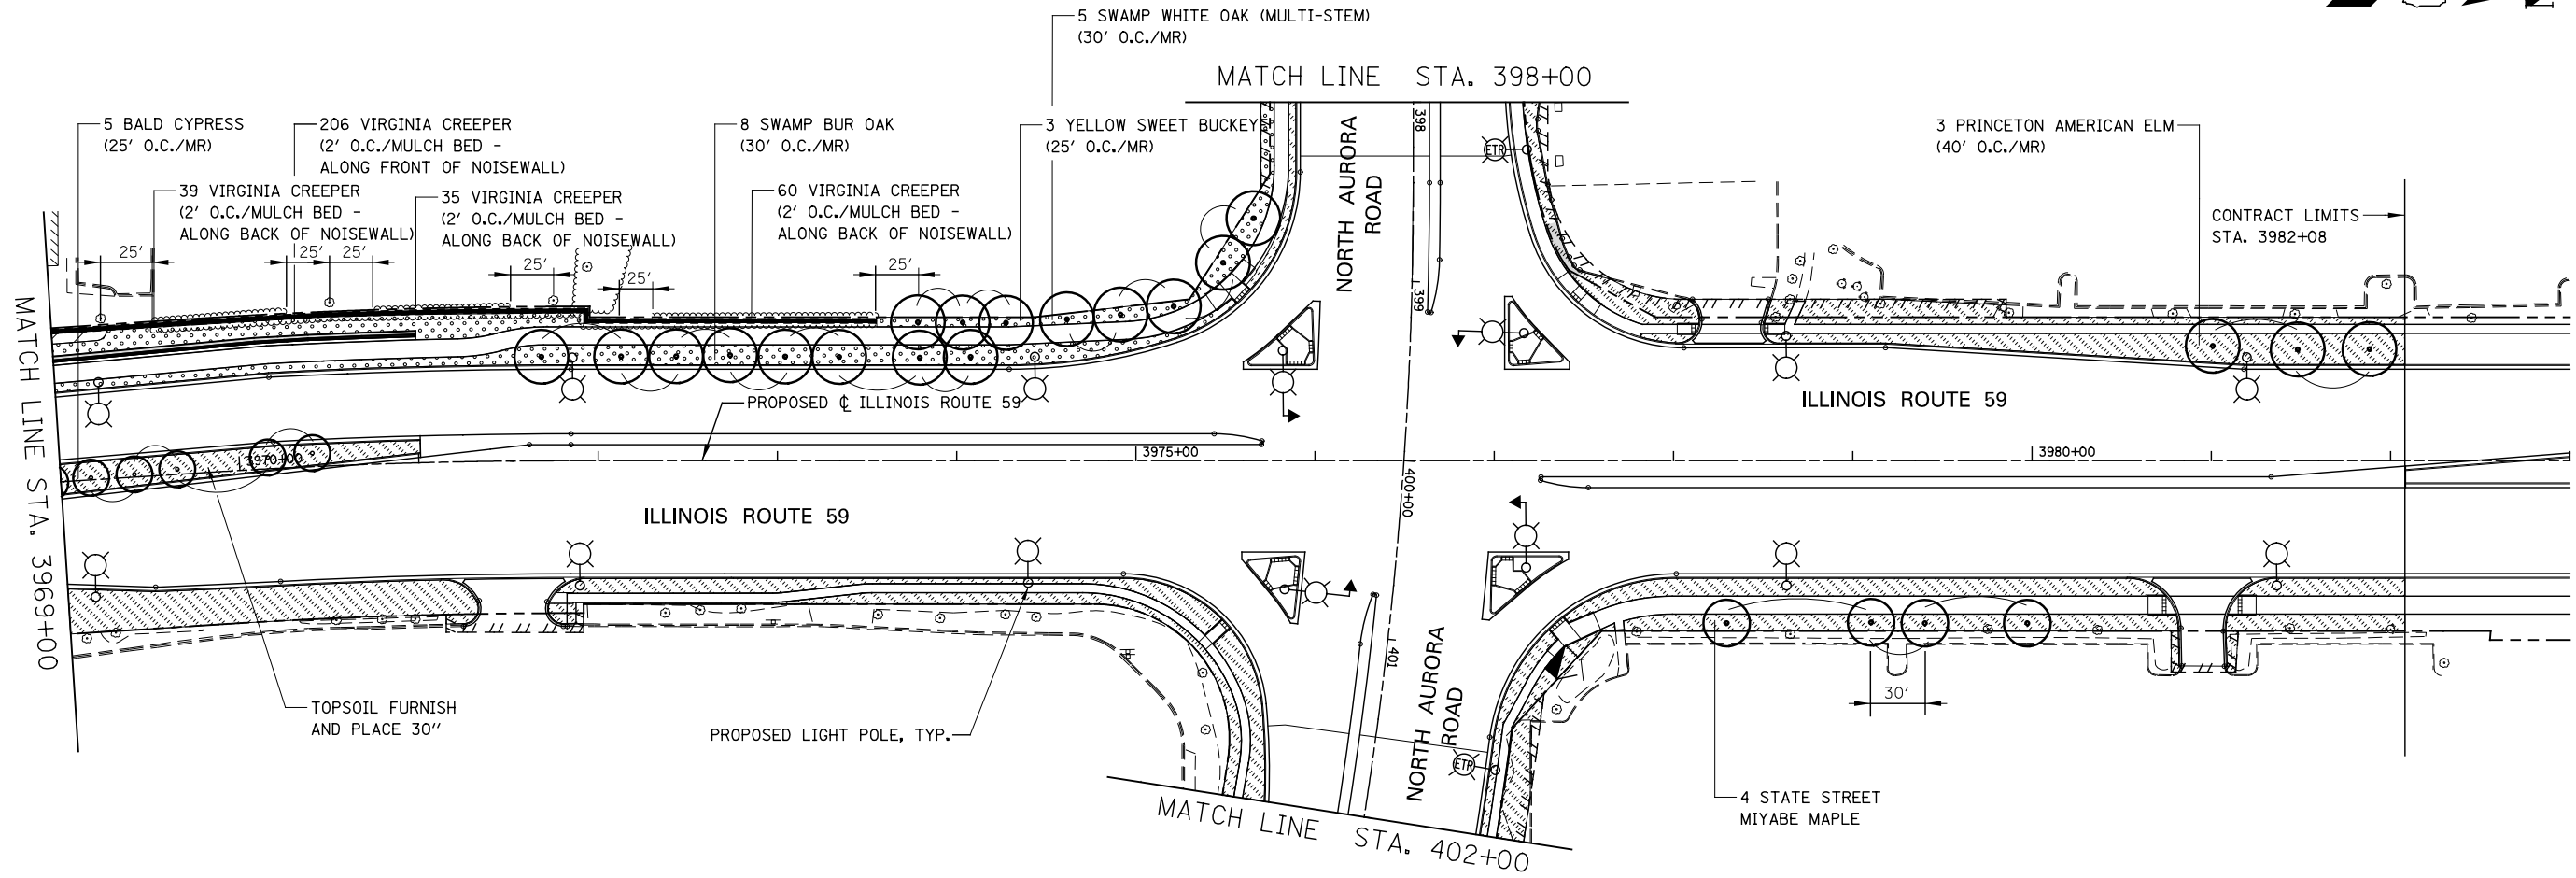 5 SWAMP WHITE OAK (MULTI-STEM)
(30' O.C./MR)
MATCH LINE STA. 398+00
5 BALD CYPRESS
(25' O.C./MR)
206 VIRGINIA CREEPER
(2' O.C./MULCH BED -
ALONG FRONT OF NOISEWALL)
8 SWAMP BUR OAK
(30' O.C./MR)
3 YELLOW SWEET BUCKEYE
(25' O.C./MR)
3 PRINCETON AMERICAN ELM
(40' O.C./MR)
39 VIRGINIA CREEPER
(2' O.C./MULCH BED -
ALONG BACK OF NOISEWALL)
35 VIRGINIA CREEPER
(2' O.C./MULCH BED -
ALONG BACK OF NOISEWALL)
60 VIRGINIA CREEPER
(2' O.C./MULCH BED -
ALONG BACK OF NOISEWALL)
CONTRACT LIMITS
STA. 3982+08
25'
25'
25'
25'
25'
25'
398
399
ETR
NORTH AURORA
ROAD
MATCH LINE STA. 3969+00
PROPOSED ℄ ILLINOIS ROUTE 59
ILLINOIS ROUTE 59
3970+00
3975+00
3980+00
400+00
ILLINOIS ROUTE 59
401
NORTH AURORA
ROAD
ETR
30'
TOPSOIL FURNISH
AND PLACE 30"
PROPOSED LIGHT POLE, TYP.
4 STATE STREET
MIYABE MAPLE
MATCH LINE STA. 402+00